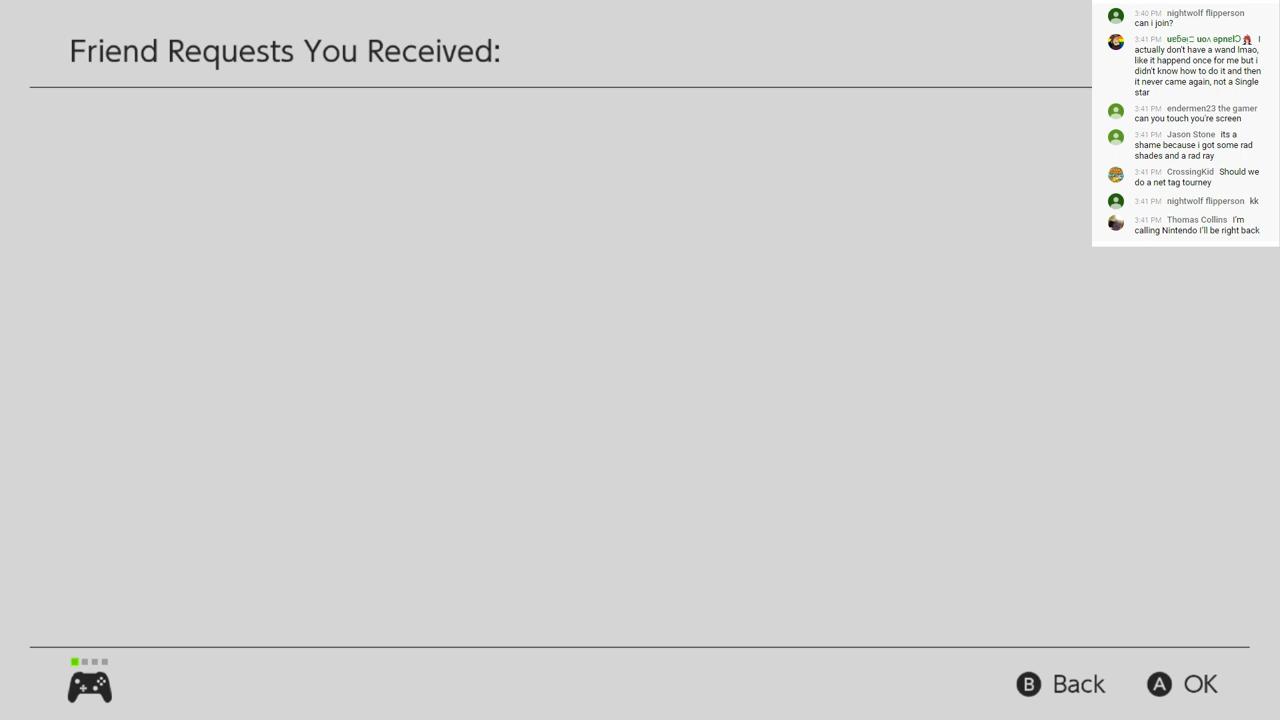 Friend Requests You Received:
3:40 PM nightwolf flipperson
can i join?
3:41 PM I
actually don't have a wand lmao,
like it happend once for me but i
didn't know how to do it and then
it never came again, not a Single
star
3:41 PM endermen23 the gamer
can you touch you're screen
3:41 PM Jason Stone its a
shame because i got some rad
shades and a rad ray
3:41 PM CrossingKid Should we
do a net tag tourney
3:41 PM nightwolf flipperson kk
3:41 PM Thomas Collins I'm
calling Nintendo I'll be right back
B Back
A OK